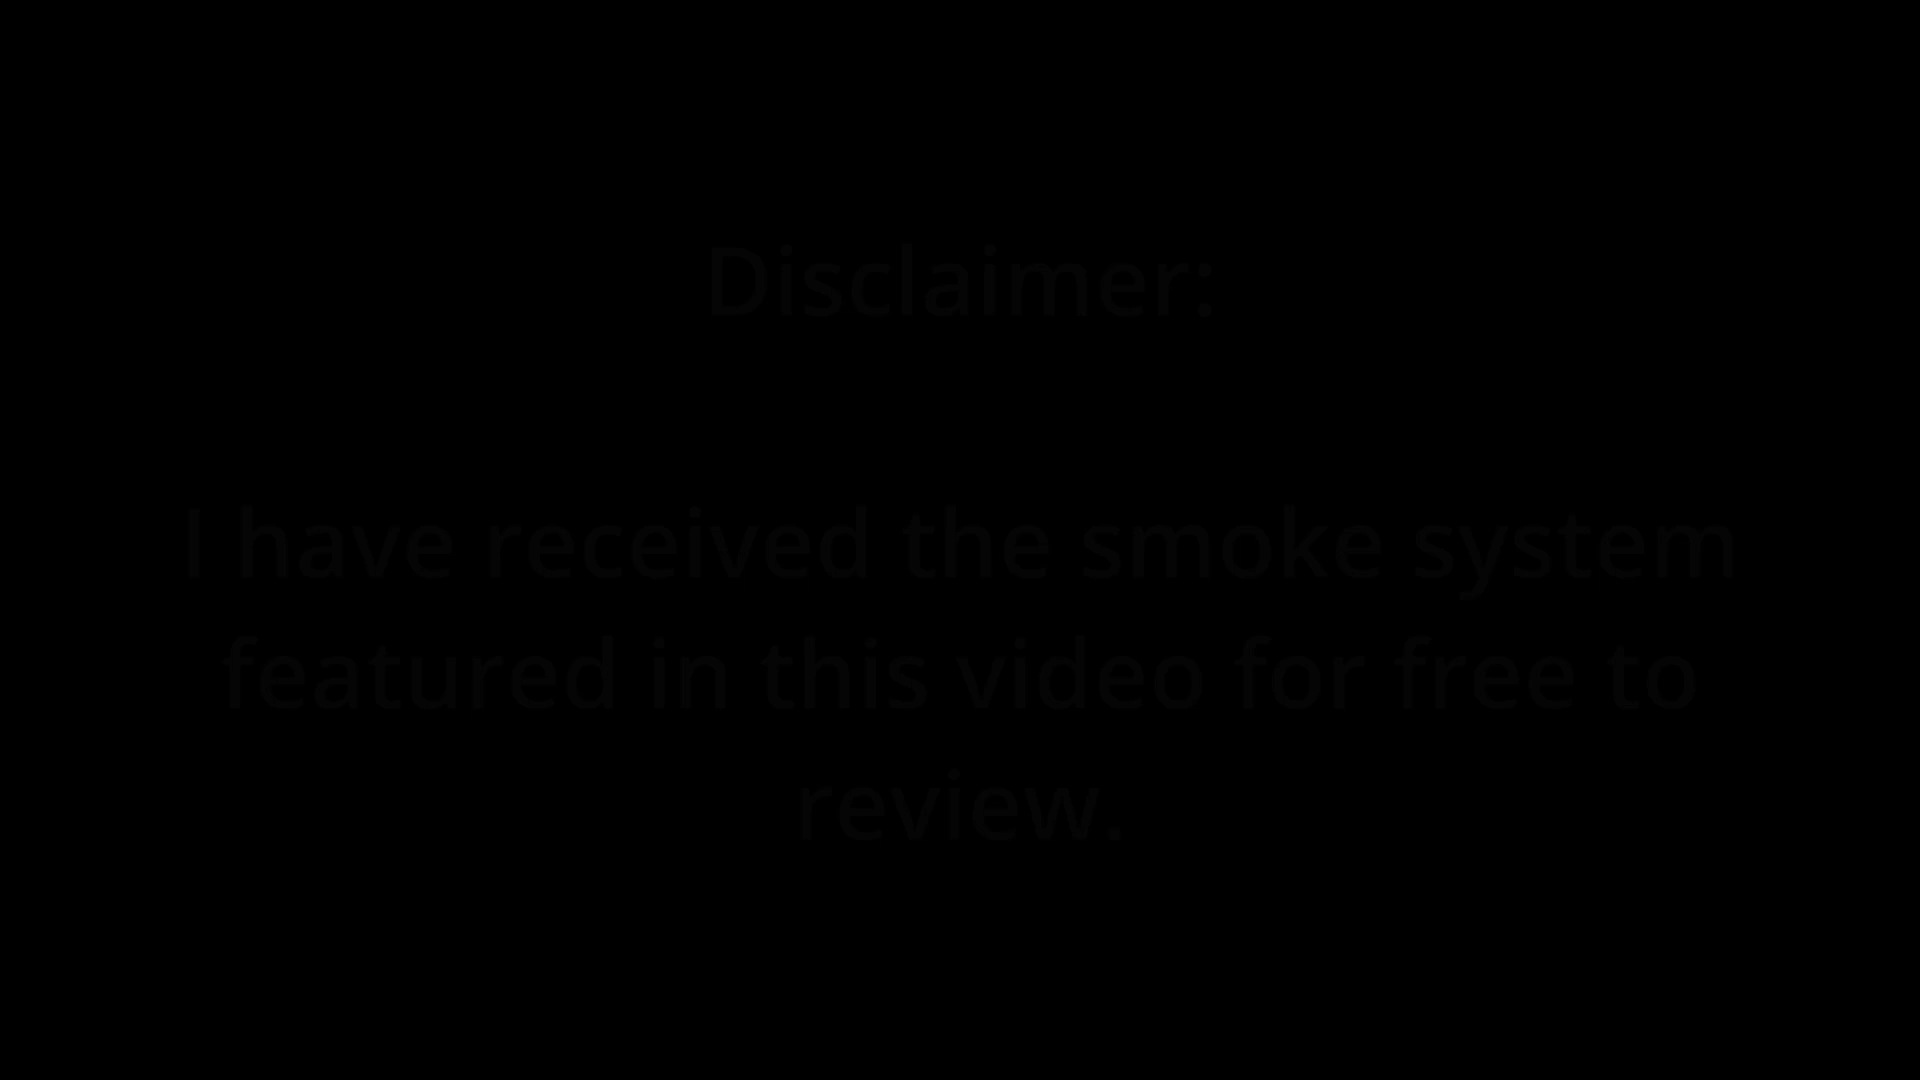 Disclaimer:
I have received the smoke system
featured in this video for free to
review.